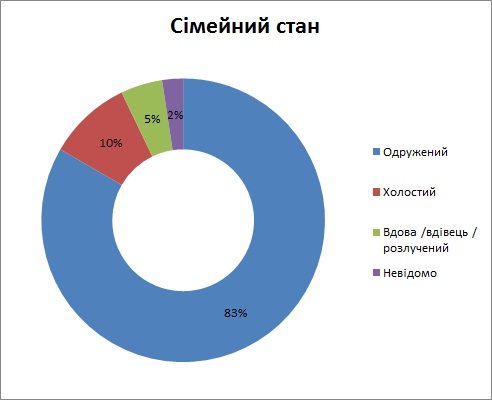 Сімейний стан
2%
5%
10%
83%
Одружений
Холостий
Вдова /вдівець /
розлучений
Невідомо